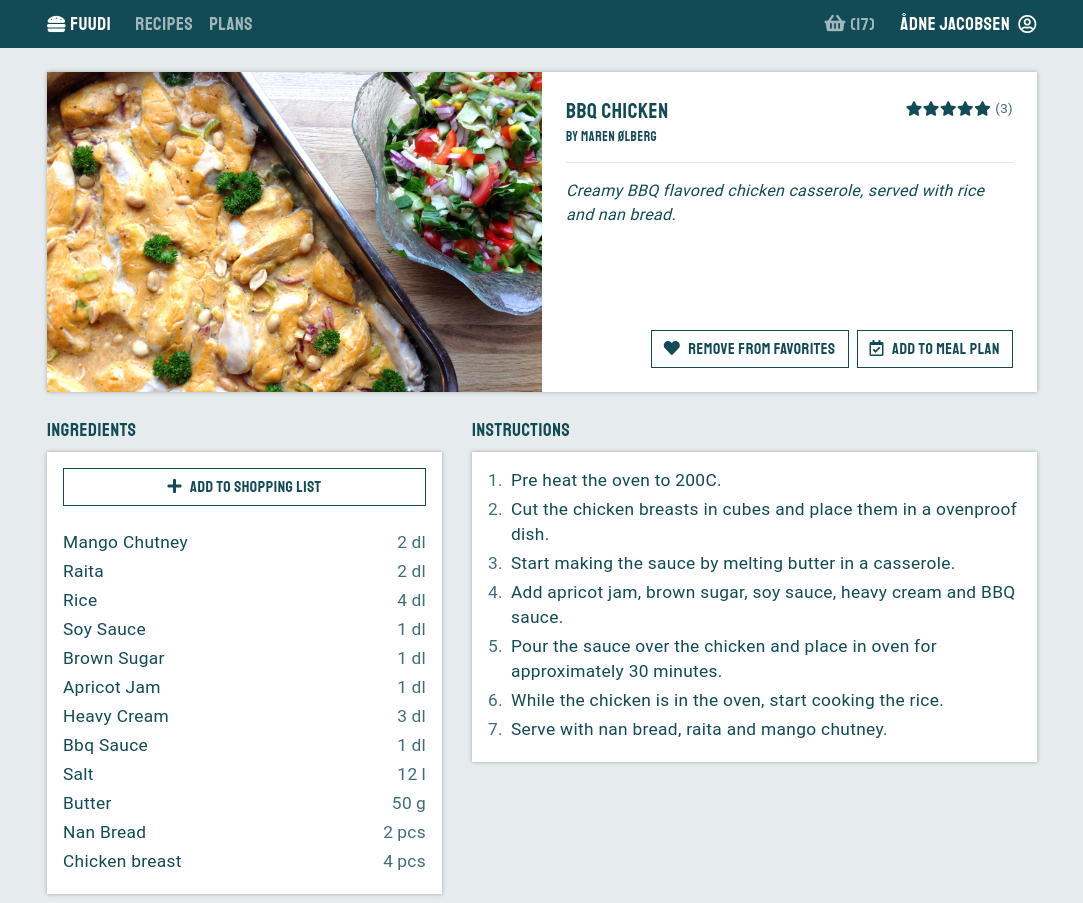 FUUDI RECIPES PLANS (17) ÅDNE JACOBSEN
BBQ CHICKEN (3)
BY MAREN ØLBERG
Creamy BBQ flavored chicken casserole, served with rice
and nan bread.
REMOVE FROM FAVORITES ADD TO MEAL PLAN
INGREDIENTS
ADD TO SHOPPING LIST
Mango Chutney 2 dl
Raita 2 dl
Rice 4 dl
Soy Sauce 1 dl
Brown Sugar 1 dl
Apricot Jam 1 dl
Heavy Cream 3 dl
Bbq Sauce 1 dl
Salt 12 l
Butter 50 g
Nan Bread 2 pcs
Chicken breast 4 pcs
INSTRUCTIONS
1. Pre heat the oven to 200C.
2. Cut the chicken breasts in cubes and place them in a ovenproof
dish.
3. Start making the sauce by melting butter in a casserole.
4. Add apricot jam, brown sugar, soy sauce, heavy cream and BBQ
sauce.
5. Pour the sauce over the chicken and place in oven for
approximately 30 minutes.
6. While the chicken is in the oven, start cooking the rice.
7. Serve with nan bread, raita and mango chutney.